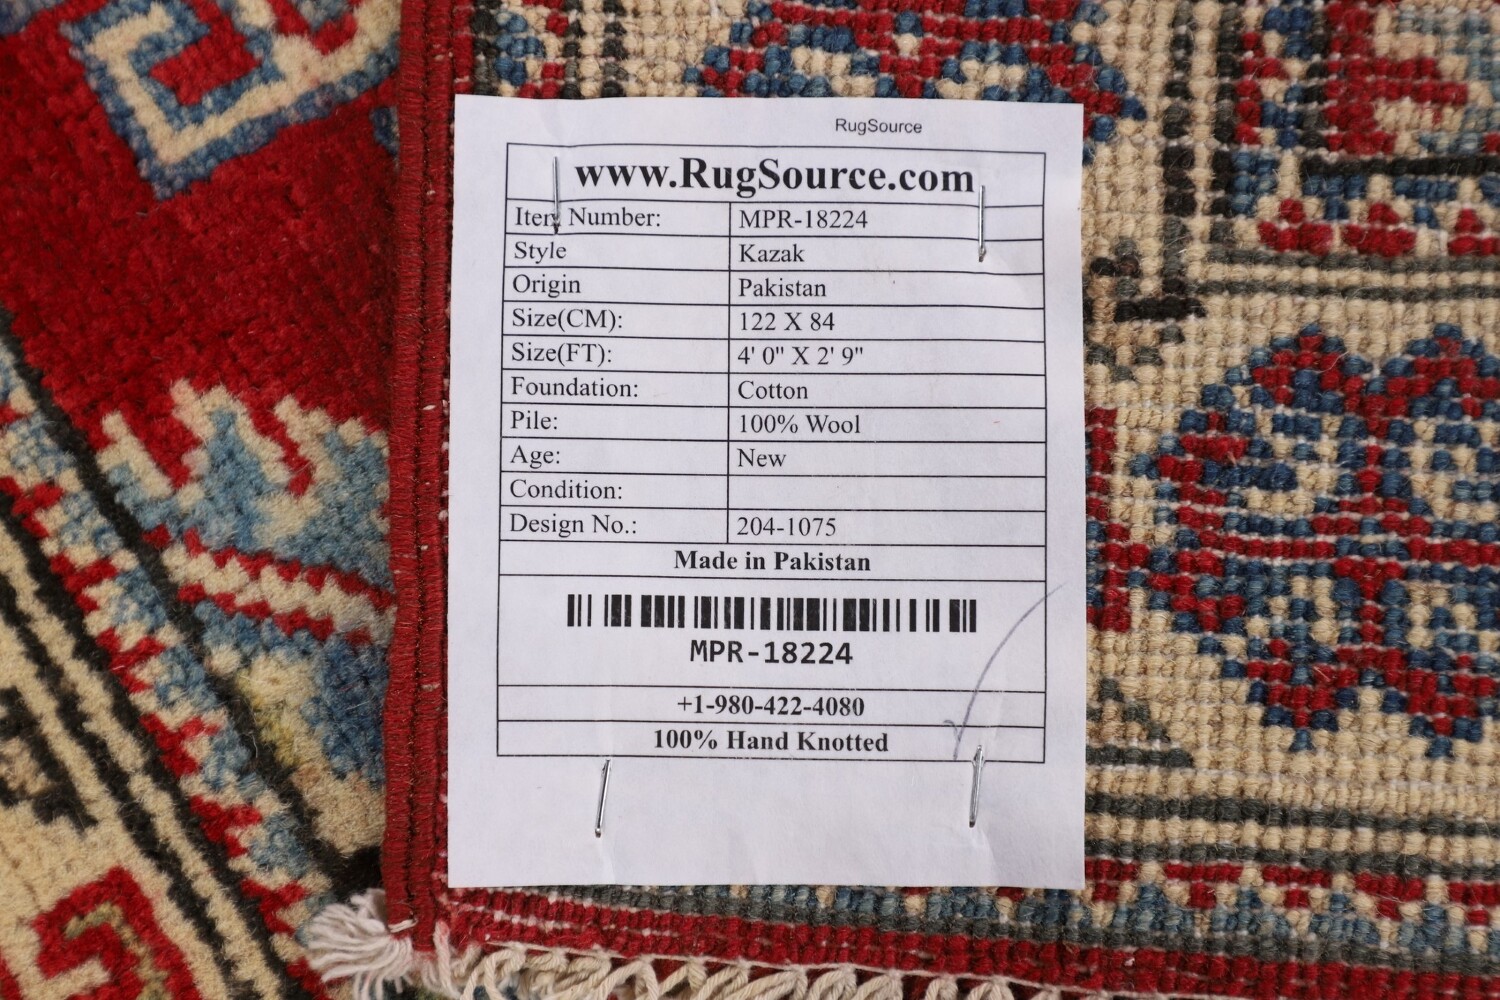 RugSource
www.RugSource.com
Item Number: MPR-18224
Style Kazak
Origin Pakistan
Size(CM): 122 X 84
Size(FT): 4' 0" X 2' 9"
Foundation: Cotton
Pile: 100% Wool
Age: New
Condition:
Design No.: 204-1075
Made in Pakistan
MPR-18224
+1-980-422-4080
100% Hand Knotted